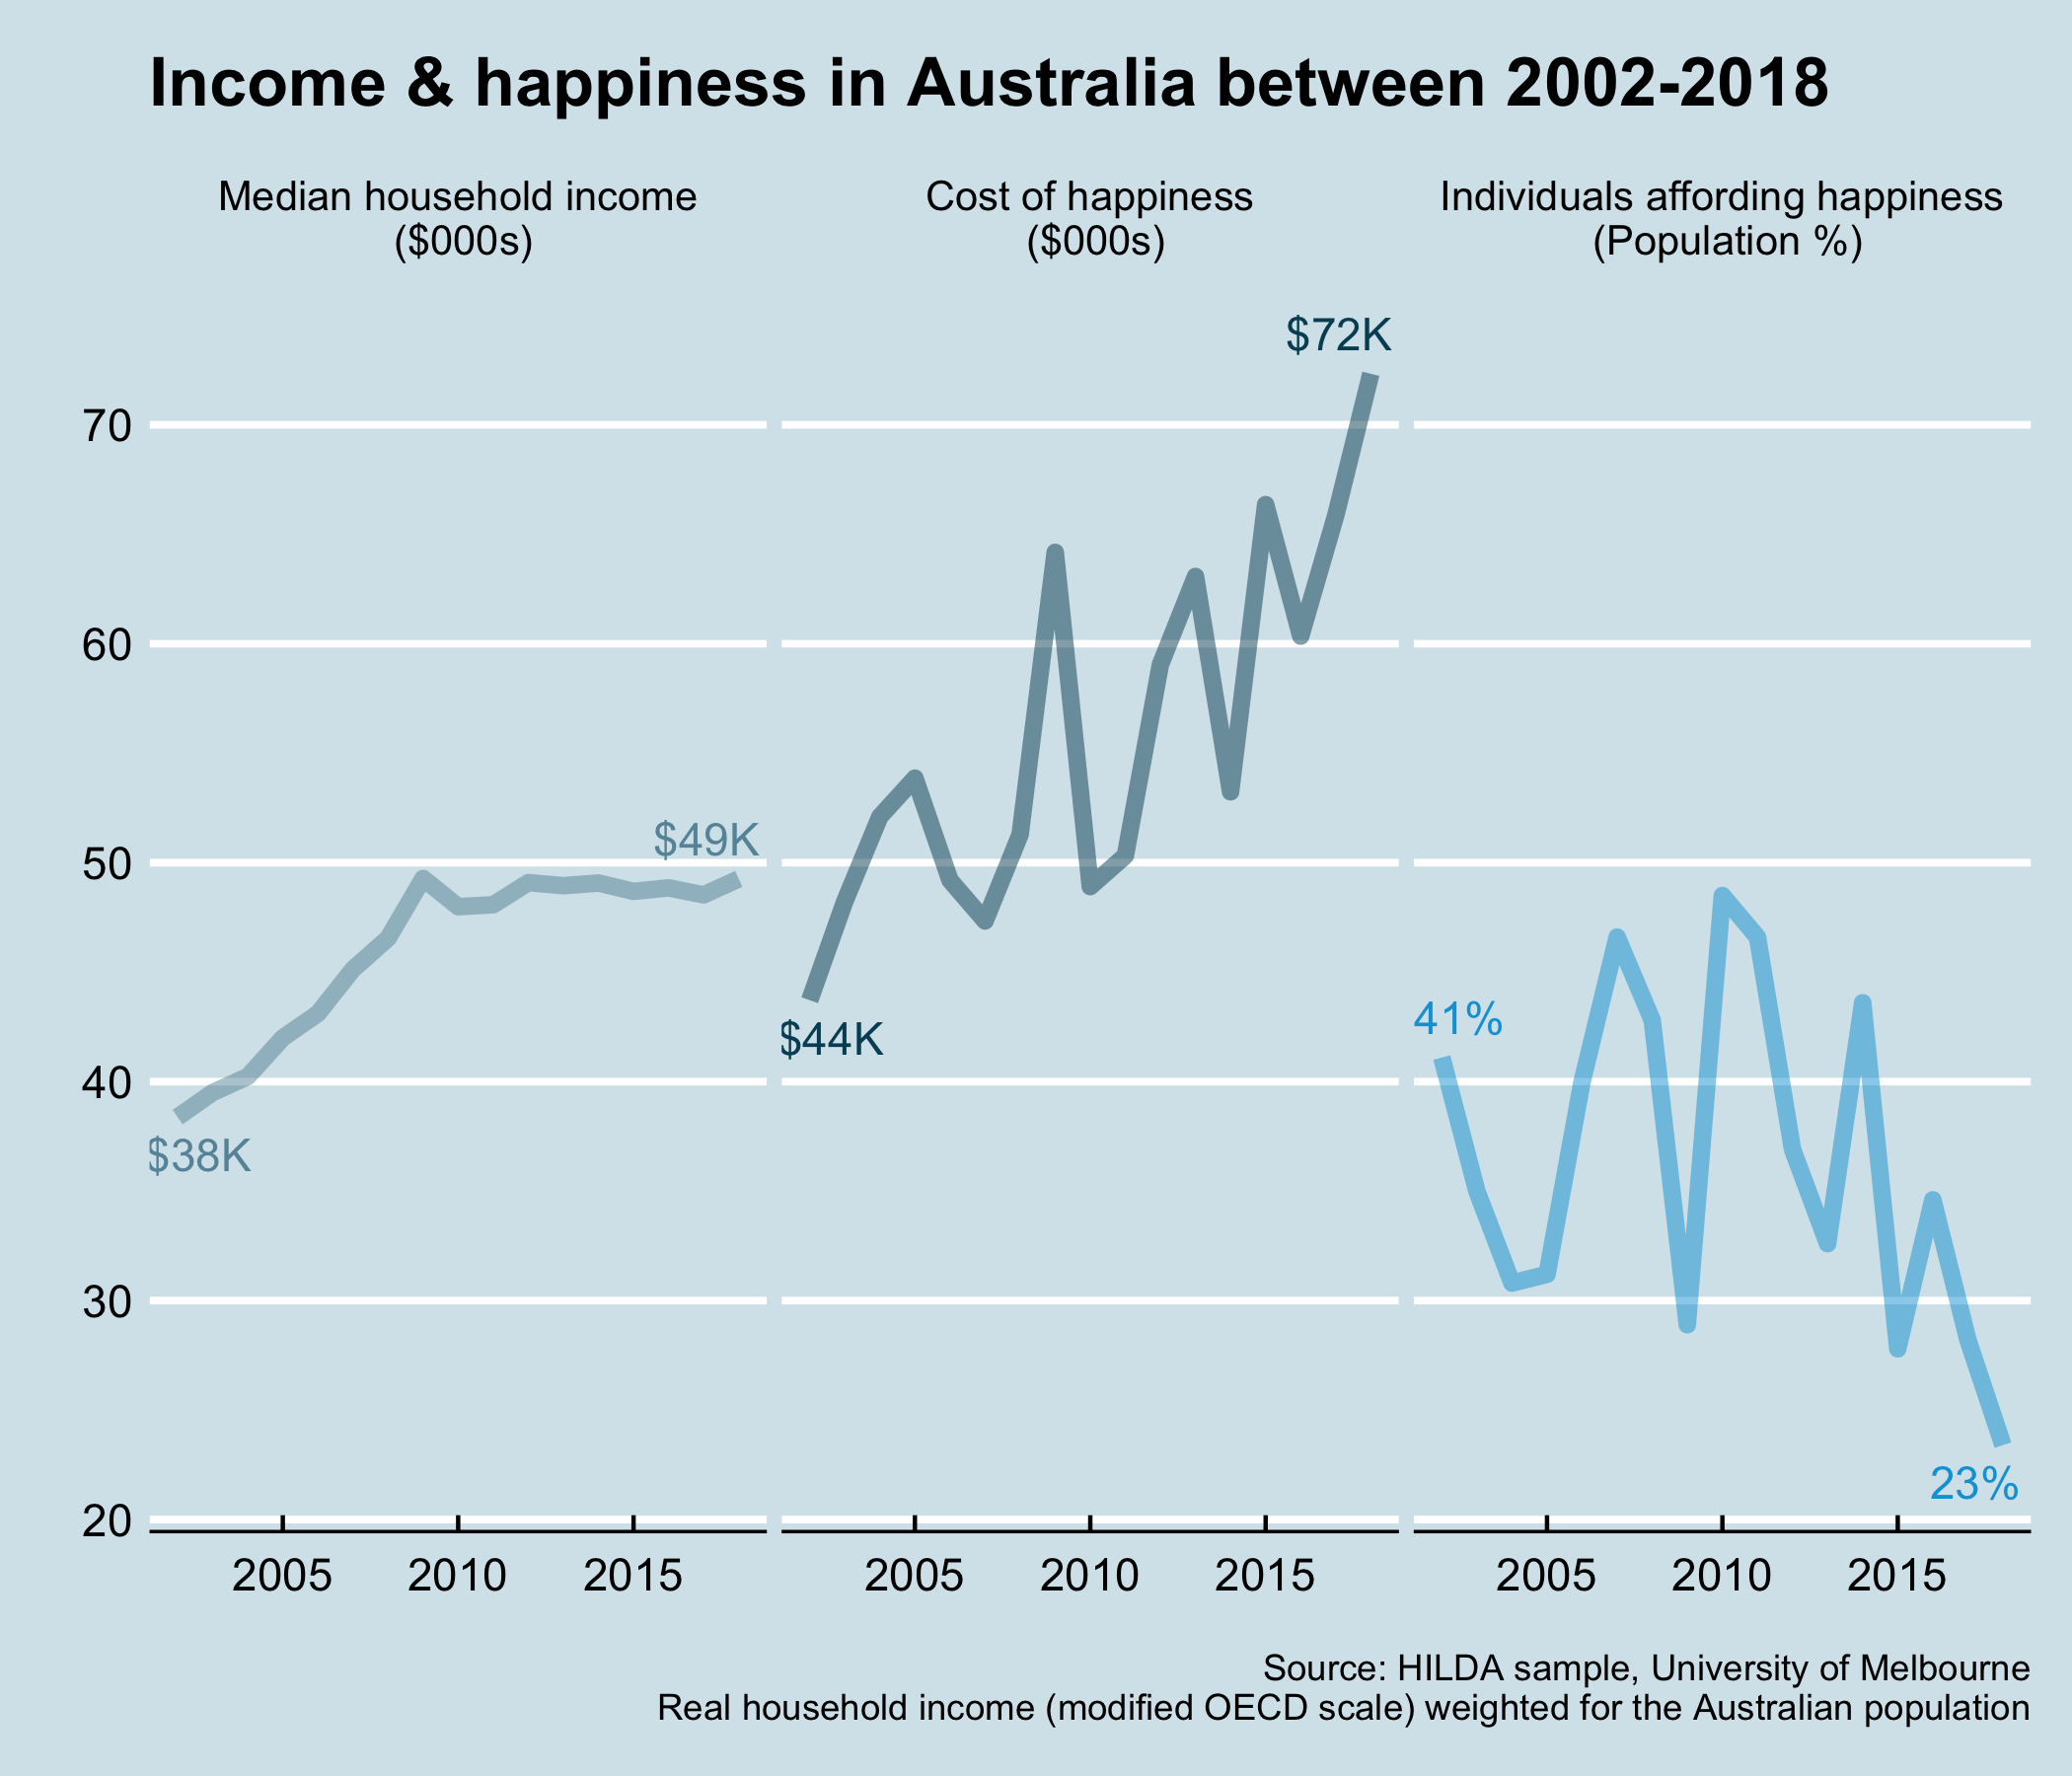 Income & happiness in Australia between 2002-2018
Median household income
($000s)
Cost of happiness
($000s)
Individuals affording happiness
(Population %)
70
60
50
40
30
20
$38K
$49K
$44K
$72K
41%
23%
2005 2010 2015
2005 2010 2015
2005 2010 2015
Source: HILDA sample, University of Melbourne
Real household income (modified OECD scale) weighted for the Australian population